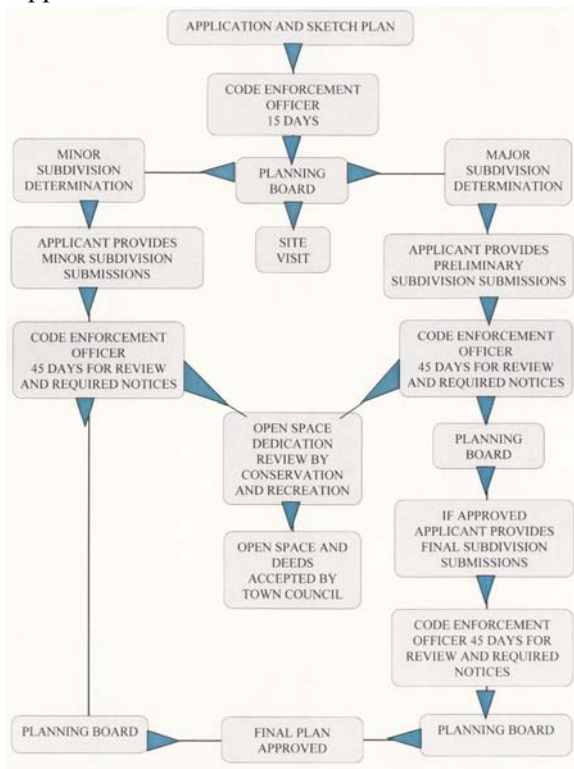 APPLICATION AND SKETCH PLAN
CODE ENFORCEMENT
OFFICER
15 DAYS
MINOR
SUBDIVISION
DETERMINATION
PLANNING
BOARD
MAJOR
SUBDIVISION
DETERMINATION
SITE
VISIT
APPLICANT PROVIDES
MINOR SUBDIVISION
SUBMISSIONS
APPLICANT PROVIDES
PRELIMINARY
SUBDIVISION SUBMISSIONS
CODE ENFORCEMENT
OFFICER
45 DAYS FOR REVIEW
AND REQUIRED NOTICES
CODE ENFORCEMENT
OFFICER
45 DAYS FOR REVIEW
AND REQUIRED NOTICES
OPEN SPACE
DEDICATION
REVIEW BY
CONSERVATION
AND RECREATION
PLANNING
BOARD
OPEN SPACE AND
DEEDS
ACCEPTED BY
TOWN COUNCIL
IF APPROVED
APPLICANT PROVIDES
FINAL SUBDIVISION
SUBMISSIONS
CODE ENFORCEMENT
OFFICER 45 DAYS FOR
REVIEW AND REQUIRED
NOTICES
PLANNING BOARD
FINAL PLAN
APPROVED
PLANNING BOARD